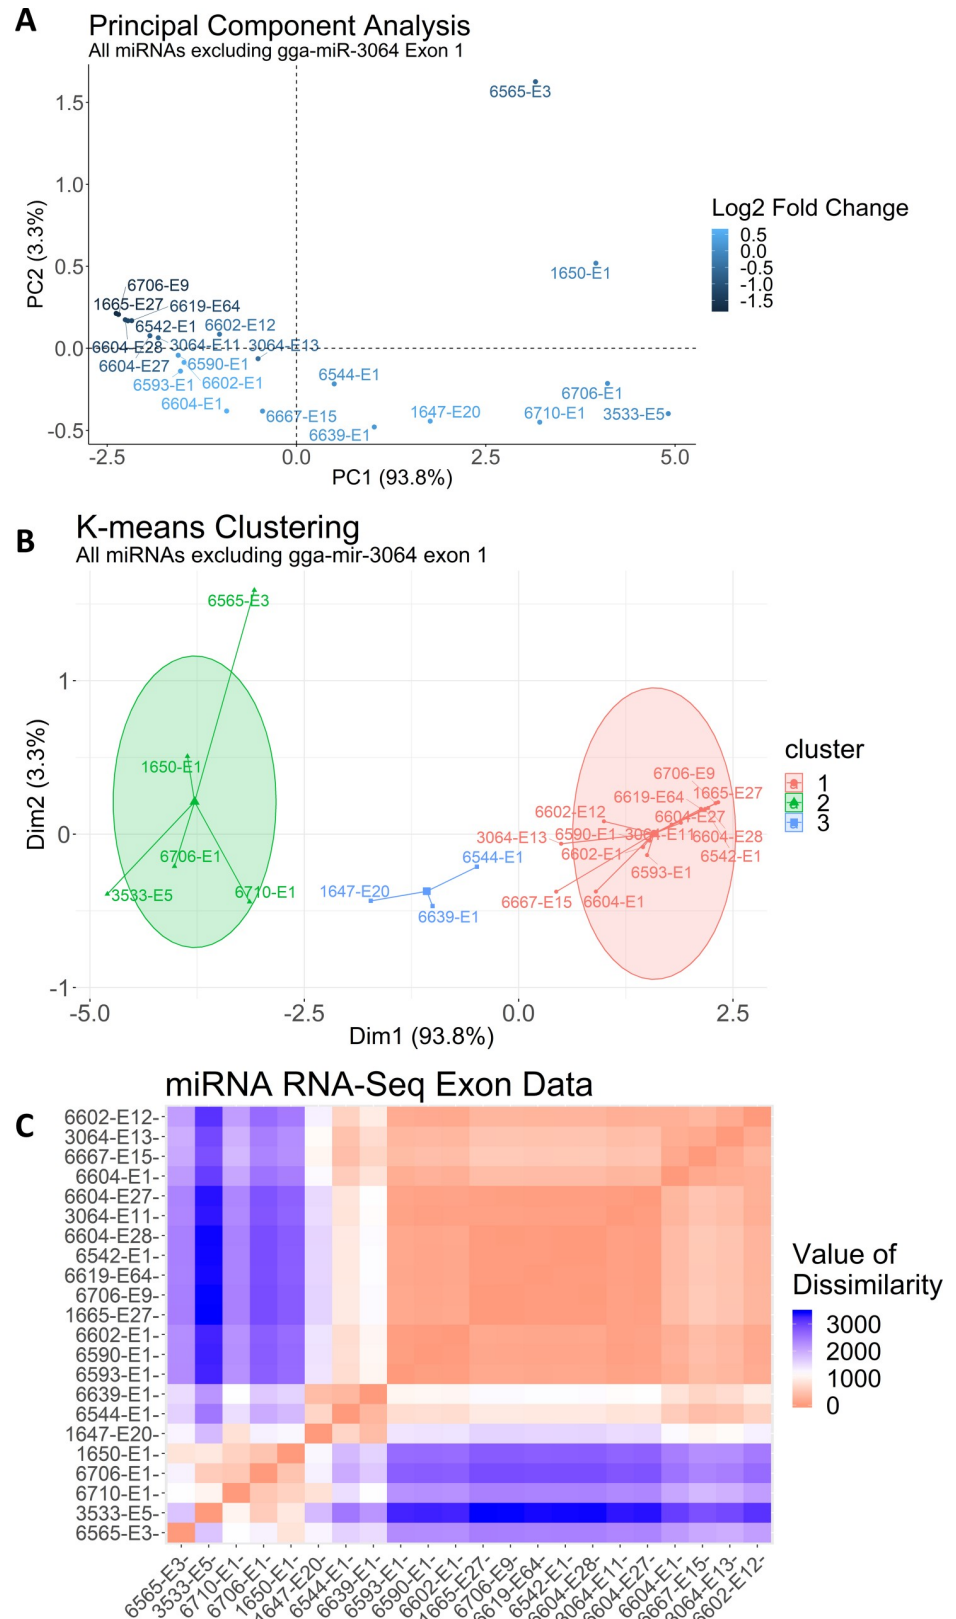 A
Principal Component Analysis
All miRNAs excluding gga-miR-3064 Exon 1
PC2 (3.3%)
1.5
1.0
0.5
0.0
-0.5
6565-E3
1650-E1
6706-E9
1665-E27
6619-E64
6542-E1
6602-E12
6604-E28
3064-E11
3064-E13
6604-E27
6590-E1
6593-E1
6602-E1
6544-E1
6604-E1
6667-E15
6639-E1
1647-E20
6706-E1
6710-E1
3533-E5
-2.5
0.0
2.5
5.0
PC1 (93.8%)
Log2 Fold Change
0.5
0.0
-0.5
-1.0
-1.5
B
K-means Clustering
All miRNAs excluding gga-mir-3064 exon 1
Dim2 (3.3%)
1
0
-1
6565-E3
1650-E1
6706-E1
3533-E5
6710-E1
6544-E1
1647-E20
6639-E1
6706-E9
1665-E27
6619-E64
6602-E12
6604-E27
3064-E13
6590-E1
3064-E11
6604-E28
6602-E1
6542-E1
6593-E1
6667-E15
6604-E1
-5.0
-2.5
0.0
2.5
Dim1 (93.8%)
cluster
1
2
3
C
miRNA RNA-Seq Exon Data
6602-E12-
3064-E13-
6667-E15-
6604-E1-
6604-E27-
3064-E11-
6604-E28-
6542-E1-
6619-E64-
6706-E9-
1665-E27-
6602-E1-
6590-E1-
6593-E1-
6639-E1-
6544-E1-
1647-E20-
1650-E1-
6706-E1-
6710-E1-
3533-E5-
6565-E3-
6565-E3-
3533-E5-
6710-E1-
6706-E1-
1650-E1-
1647-E20-
6544-E1-
6639-E1-
6593-E1-
6590-E1-
6602-E1-
1665-E27-
6706-E9-
6619-E64-
6542-E1-
6604-E28-
3064-E11-
6604-E27-
6604-E1-
6667-E15-
3064-E13-
6602-E12-
Value of
Dissimilarity
3000
2000
1000
0